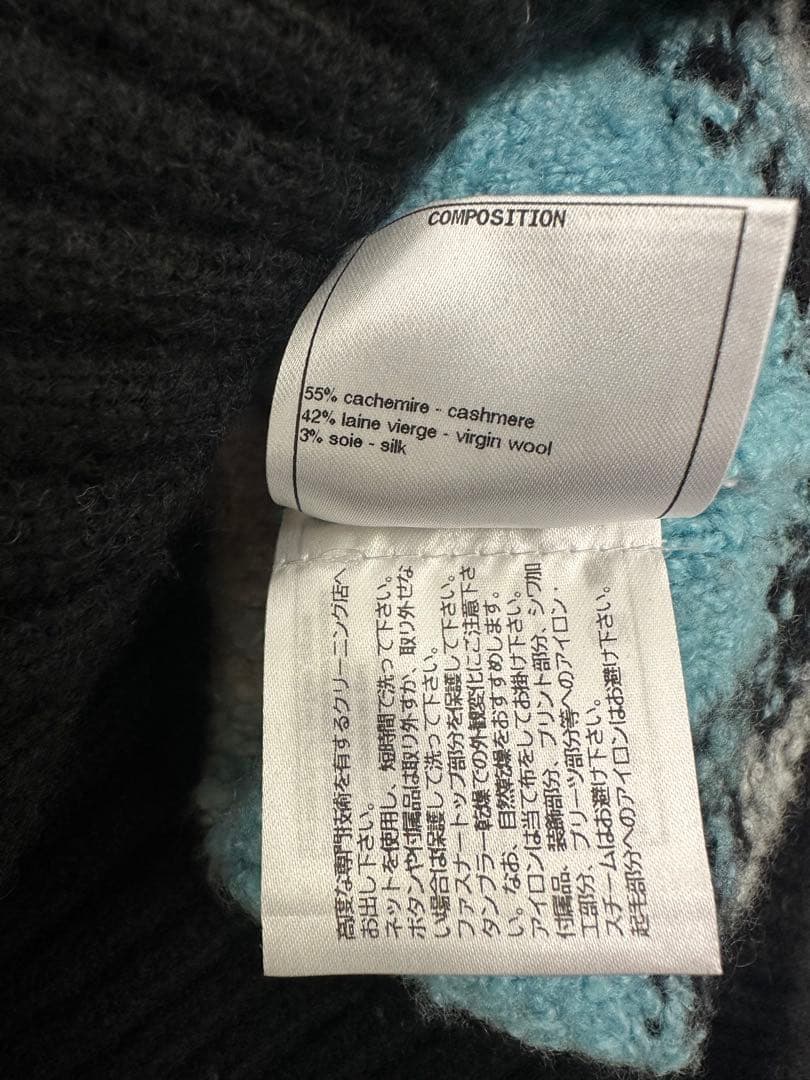 COMPOSITION
55% cachemire - cashmere
42% laine vierge - virgin wool
3% soie - silk
高度な専門技術を有するクリーニング店へ
お出し下さい。
ネットを使用し、短時間で洗って下さい。
ボタンや付属品は取り外すか、取り外せな
い場合は保護して洗って下さい。
ファスナートップ部分を保護して下さい。
タンブラー乾燥での外観変化にご注意下さ
い。なお、自然乾燥をおすすめします。
アイロンは当て布をしてお掛け下さい。
付属品、装飾部分、プリント部分、シワ加
工部分、プリーツ部分等へのアイロン・
スチームはお避け下さい。
起毛部分へのアイロンはお避け下さい。